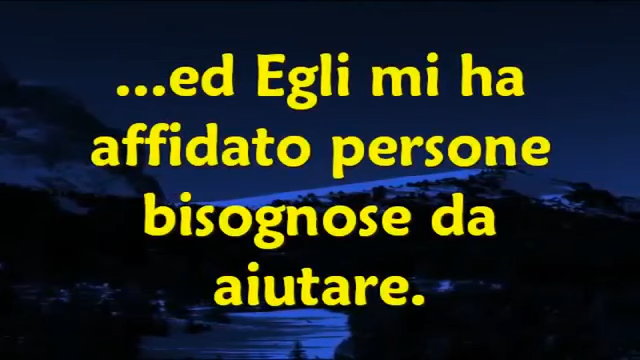 ...ed Egli mi ha
affidato persone
bisognose da
aiutare.